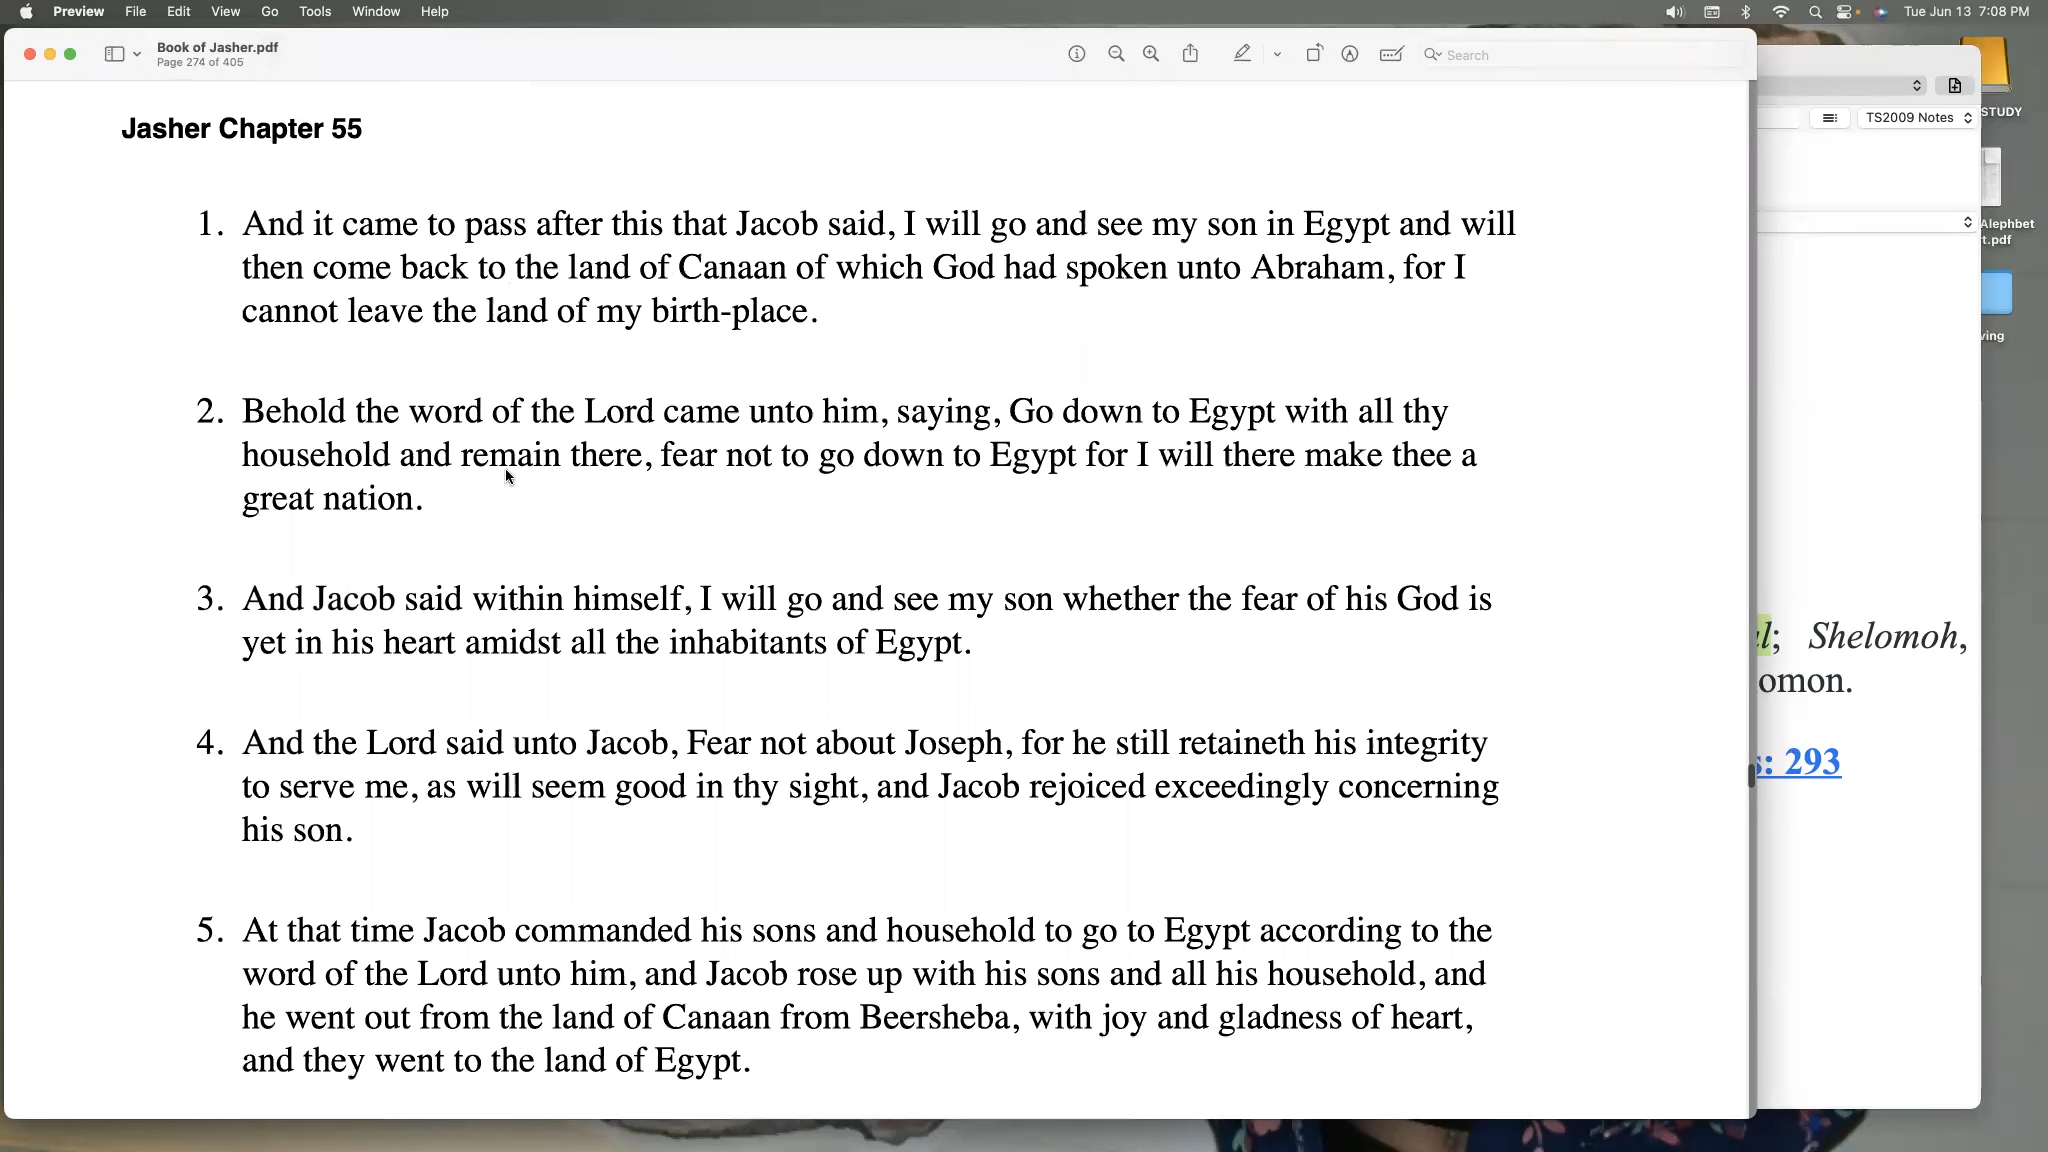 Preview File Edit View Go Tools Window Help
Tue Jun 13 7:08 PM
Book of Jasher.pdf
Page 274 of 405
Search
Jasher Chapter 55
1. And it came to pass after this that Jacob said, I will go and see my son in Egypt and will
then come back to the land of Canaan of which God had spoken unto Abraham, for I
cannot leave the land of my birth-place.
2. Behold the word of the Lord came unto him, saying, Go down to Egypt with all thy
household and remain there, fear not to go down to Egypt for I will there make thee a
great nation.
3. And Jacob said within himself, I will go and see my son whether the fear of his God is
yet in his heart amidst all the inhabitants of Egypt.
4. And the Lord said unto Jacob, Fear not about Joseph, for he still retaineth his integrity
to serve me, as will seem good in thy sight, and Jacob rejoiced exceedingly concerning
his son.
5. At that time Jacob commanded his sons and household to go to Egypt according to the
word of the Lord unto him, and Jacob rose up with his sons and all his household, and
he went out from the land of Canaan from Beersheba, with joy and gladness of heart,
and they went to the land of Egypt.
TS2009 Notes
STUDY
Alephbet
t.pdf
ving
l; Shelomoh,
omon.
: 293